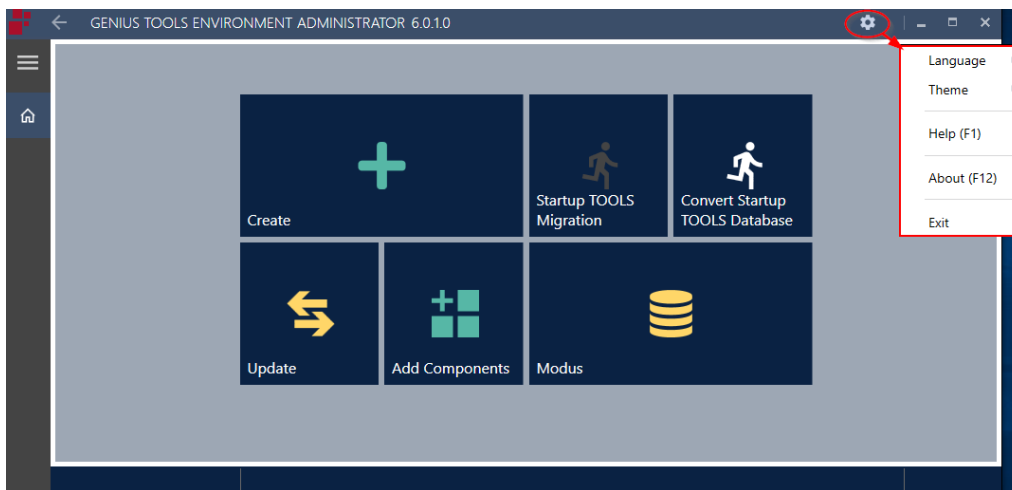 GENIUS TOOLS ENVIRONMENT ADMINISTRATOR 6.0.1.0
Language
Theme
Help (F1)
About (F12)
Exit
Create
Startup TOOLS
Migration
Convert Startup
TOOLS Database
Update
Add Components
Modus